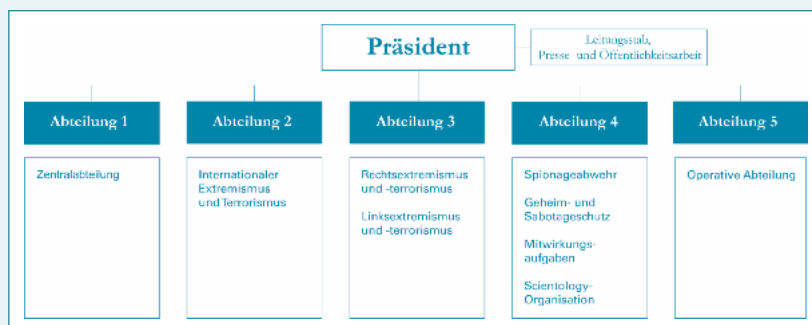 Präsident
Leitungsstab,
Presse- und Öffentlichkeitsarbeit
Abteilung 1
Zentralabteilung
Abteilung 2
Internationaler
Extremismus
und Terrorismus
Abteilung 3
Rechtsextremismus
und -terrorismus
Linksextremismus
und -terrorismus
Abteilung 4
Spionageabwehr
Geheim- und
Sabotageschutz
Mitwirkungs-
aufgaben
Scientology-
Organisation
Abteilung 5
Operative Abteilung